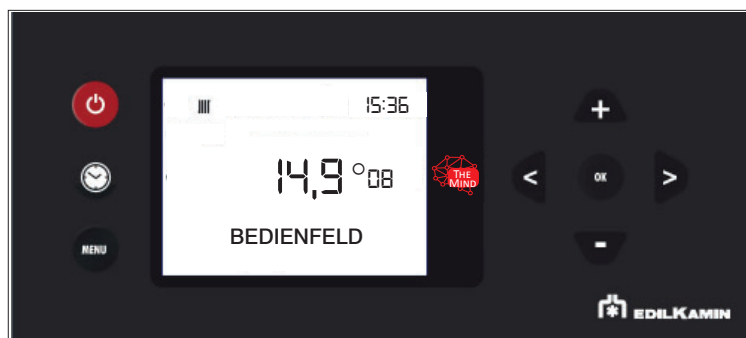 15:36
14,9 °08
THE
MIND
< OK >
+
MENU
BEDIENFELD
-
EDILKAMIN